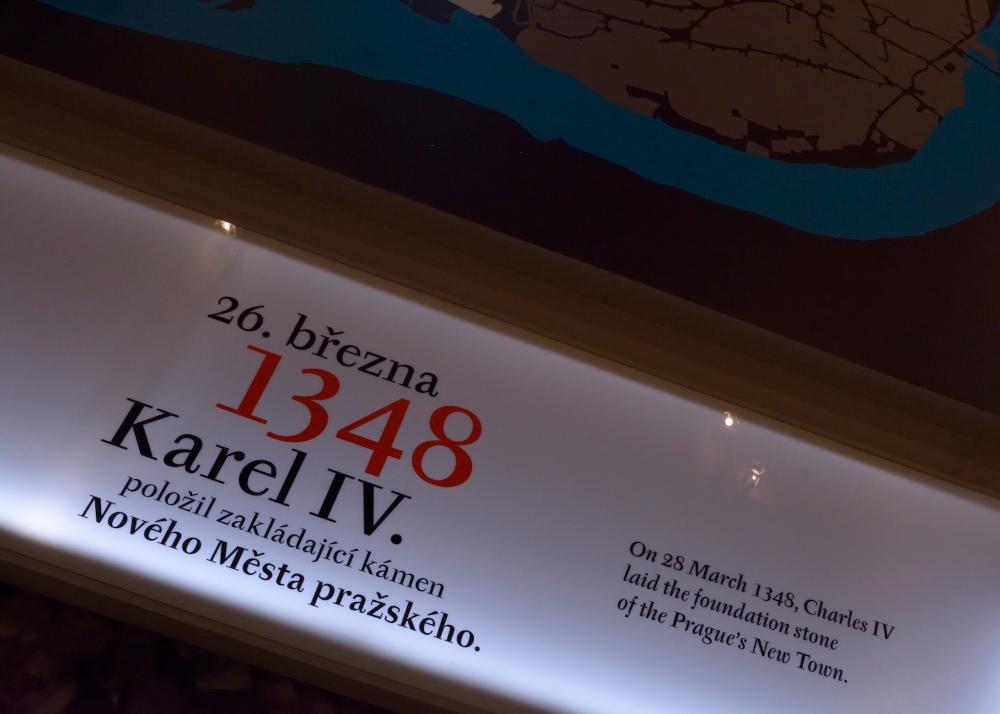 26. března
1348
Karel IV.
položil zakládající kámen
Nového Města pražského.
On 28 March 1348, Charles IV
laid the foundation stone
of the Prague's New Town.